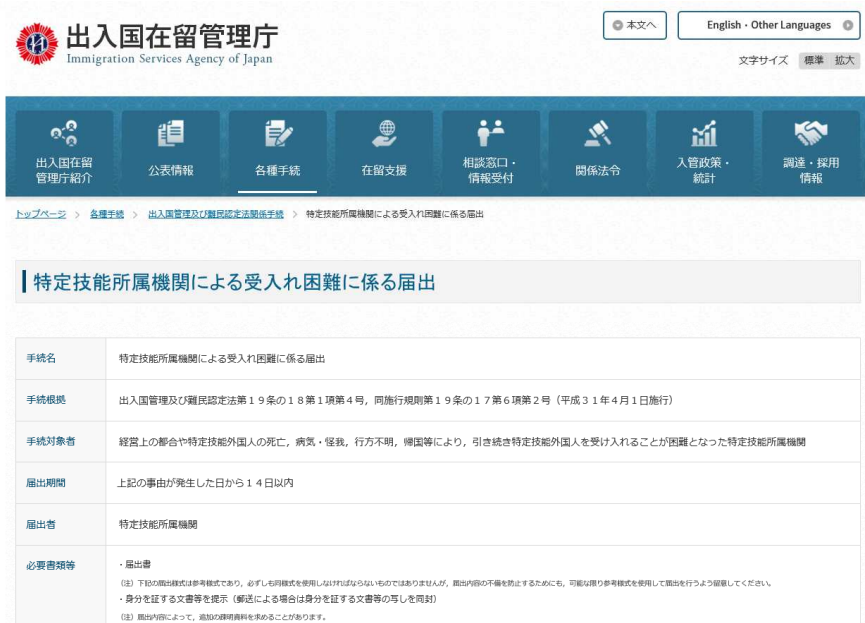 出入国在留管理庁
Immigration Services Agency of Japan
本文へ
English・Other Languages
文字サイズ 標準 拡大
出入国在留
管理庁紹介
公表情報
各種手続
在留支援
相談窓口・
情報受付
関係法令
入管政策・
統計
調達・採用
情報
トップページ > 各種手続 > 出入国管理及び難民認定法関係手続 > 特定技能所属機関による受入れ困難に係る届出
特定技能所属機関による受入れ困難に係る届出
手続名 特定技能所属機関による受入れ困難に係る届出
手続根拠 出入国管理及び難民認定法第19条の18第1項第4号,同施行規則第19条の17第6項第2号(平成31年4月1日施行)
手続対象者 経営上の都合や特定技能外国人の死亡,病気・怪我,行方不明,帰国等により,引き続き特定技能外国人を受け入れることが困難となった特定技能所属機関
届出期間 上記の事由が発生した日から14日以内
届出者 特定技能所属機関
必要書類等 ・届出書
(注)下記の届出様式は参考様式であり,必ずしも同様式を使用しなければならないものではありませんが,届出内容の不備を防止するためにも,可能な限り参考様式を使用して届出を行うよう留意してください。
・身分を証する文書等を提示(郵送による場合は身分を証する文書等の写しを同封)
(注)届出内容によって,追加の疎明資料を求めることがあります。